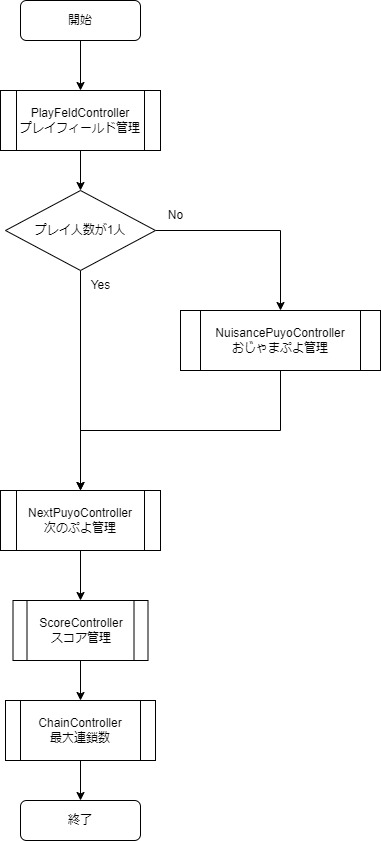 開始
PlayFeldController
プレイフィールド管理
プレイ人数が1人
No
Yes
NuisancePuyoController
おじゃまぷよ管理
NextPuyoController
次のぷよ管理
ScoreController
スコア管理
ChainController
最大連鎖数
終了